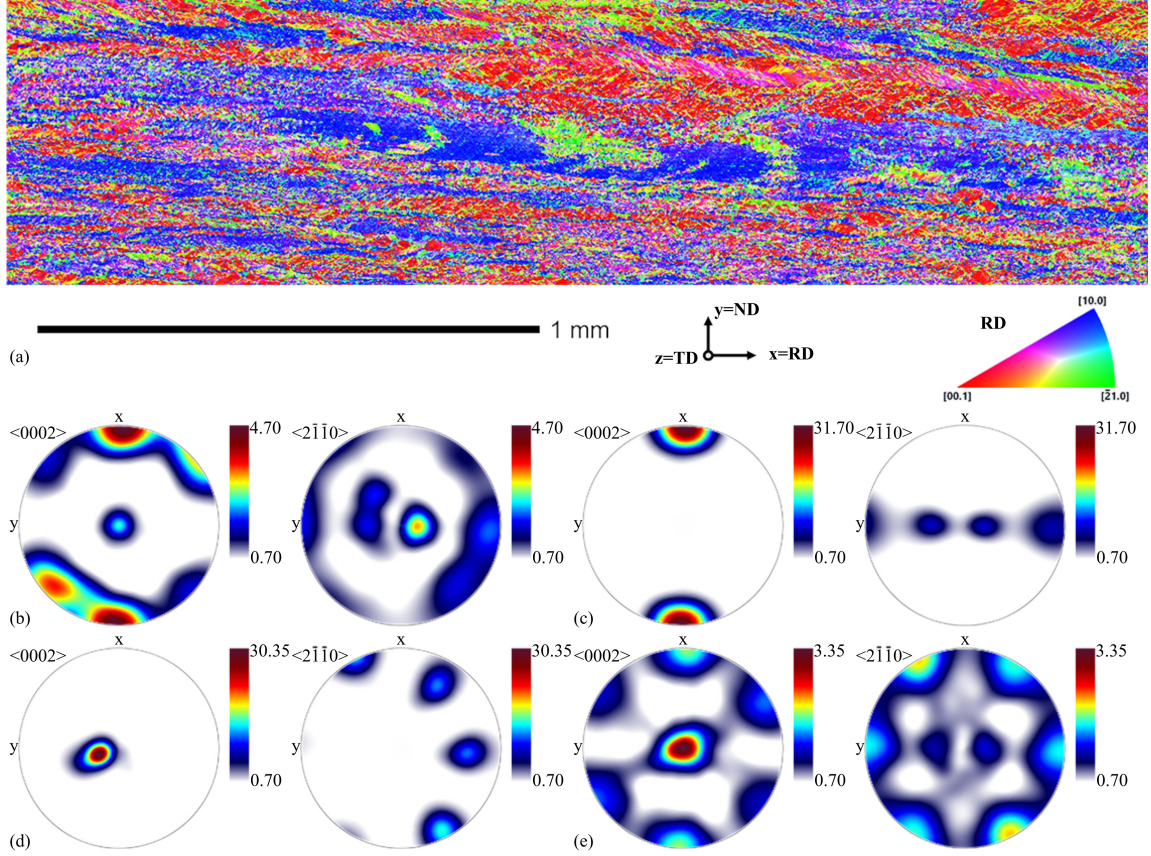 1 mm
y=ND
z=TD
x=RD
RD
[10.0]
[00.1]
[2̄1.0]
(a)
x
<0002>
y
4.70
0.70
(b)
x
<21̄1̄0>
y
4.70
0.70
x
<0002>
y
31.70
0.70
(c)
x
<21̄1̄0>
y
31.70
0.70
x
<0002>
y
30.35
0.70
(d)
x
<21̄1̄0>
y
30.35
0.70
x
<0002>
y
3.35
0.70
(e)
x
<21̄1̄0>
y
3.35
0.70